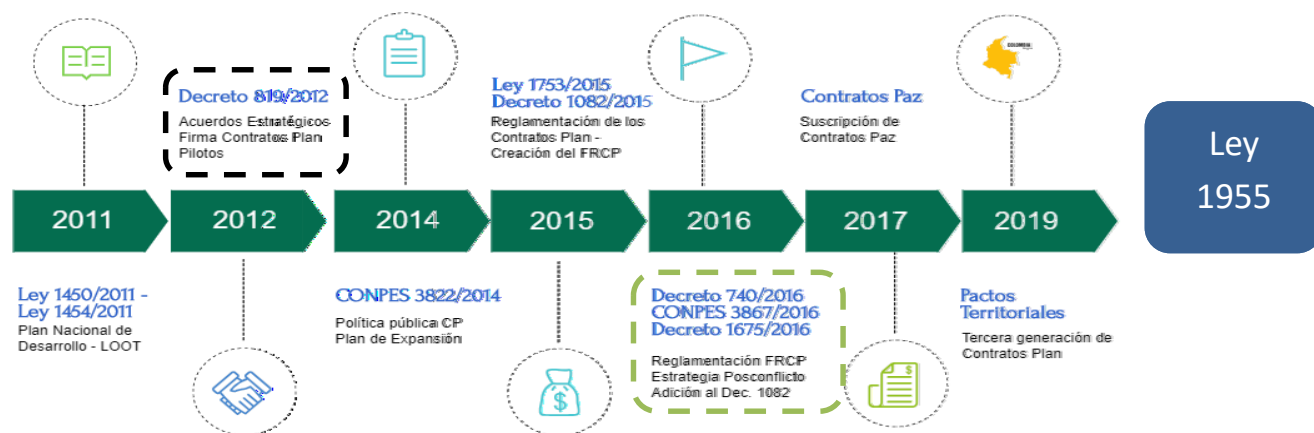 COLOMBIA
Decreto 819/2012
Acuerdos Estratégicos
Firma Contratos Plan
Pilotos
Ley 1753/2015
Decreto 1082/2015
Reglamentación de los
Contratos Plan -
Creación del FRCP
Contratos Paz
Suscripción de
Contratos Paz
Ley
1955
2011
2012
2014
2015
2016
2017
2019
Ley 1450/2011 -
Ley 1454/2011
Plan Nacional de
Desarrollo - LOOT
CONPES 3822/2014
Política pública CP
Plan de Expansión
$
Decreto 740/2016
CONPES 3867/2016
Decreto 1675/2016
Reglamentación FRCP
Estrategia Posconflicto
Adición al Dec. 1082
$
Pactos
Territoriales
Tercera generación de
Contratos Plan